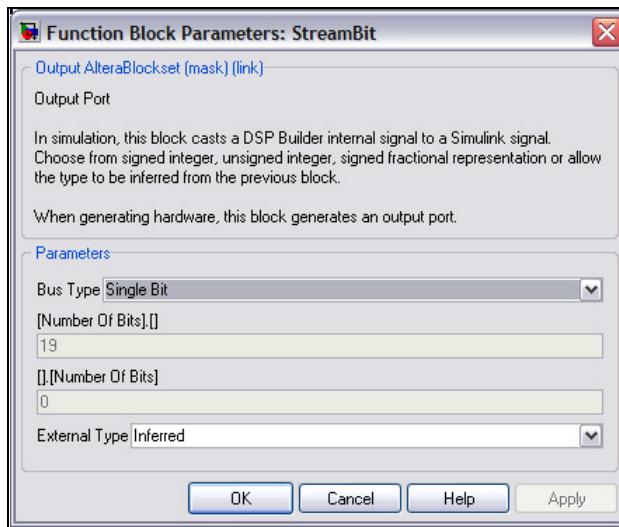 Function Block Parameters: StreamBit
Output AlteraBlockset (mask) (link)
Output Port
In simulation, this block casts a DSP Builder internal signal to a Simulink signal.
Choose from signed integer, unsigned integer, signed fractional representation or allow
the type to be inferred from the previous block.
When generating hardware, this block generates an output port.
Parameters
Bus Type Single Bit
[Number Of Bits].[]
19
[].[Number Of Bits]
0
External Type Inferred
OK Cancel Help Apply